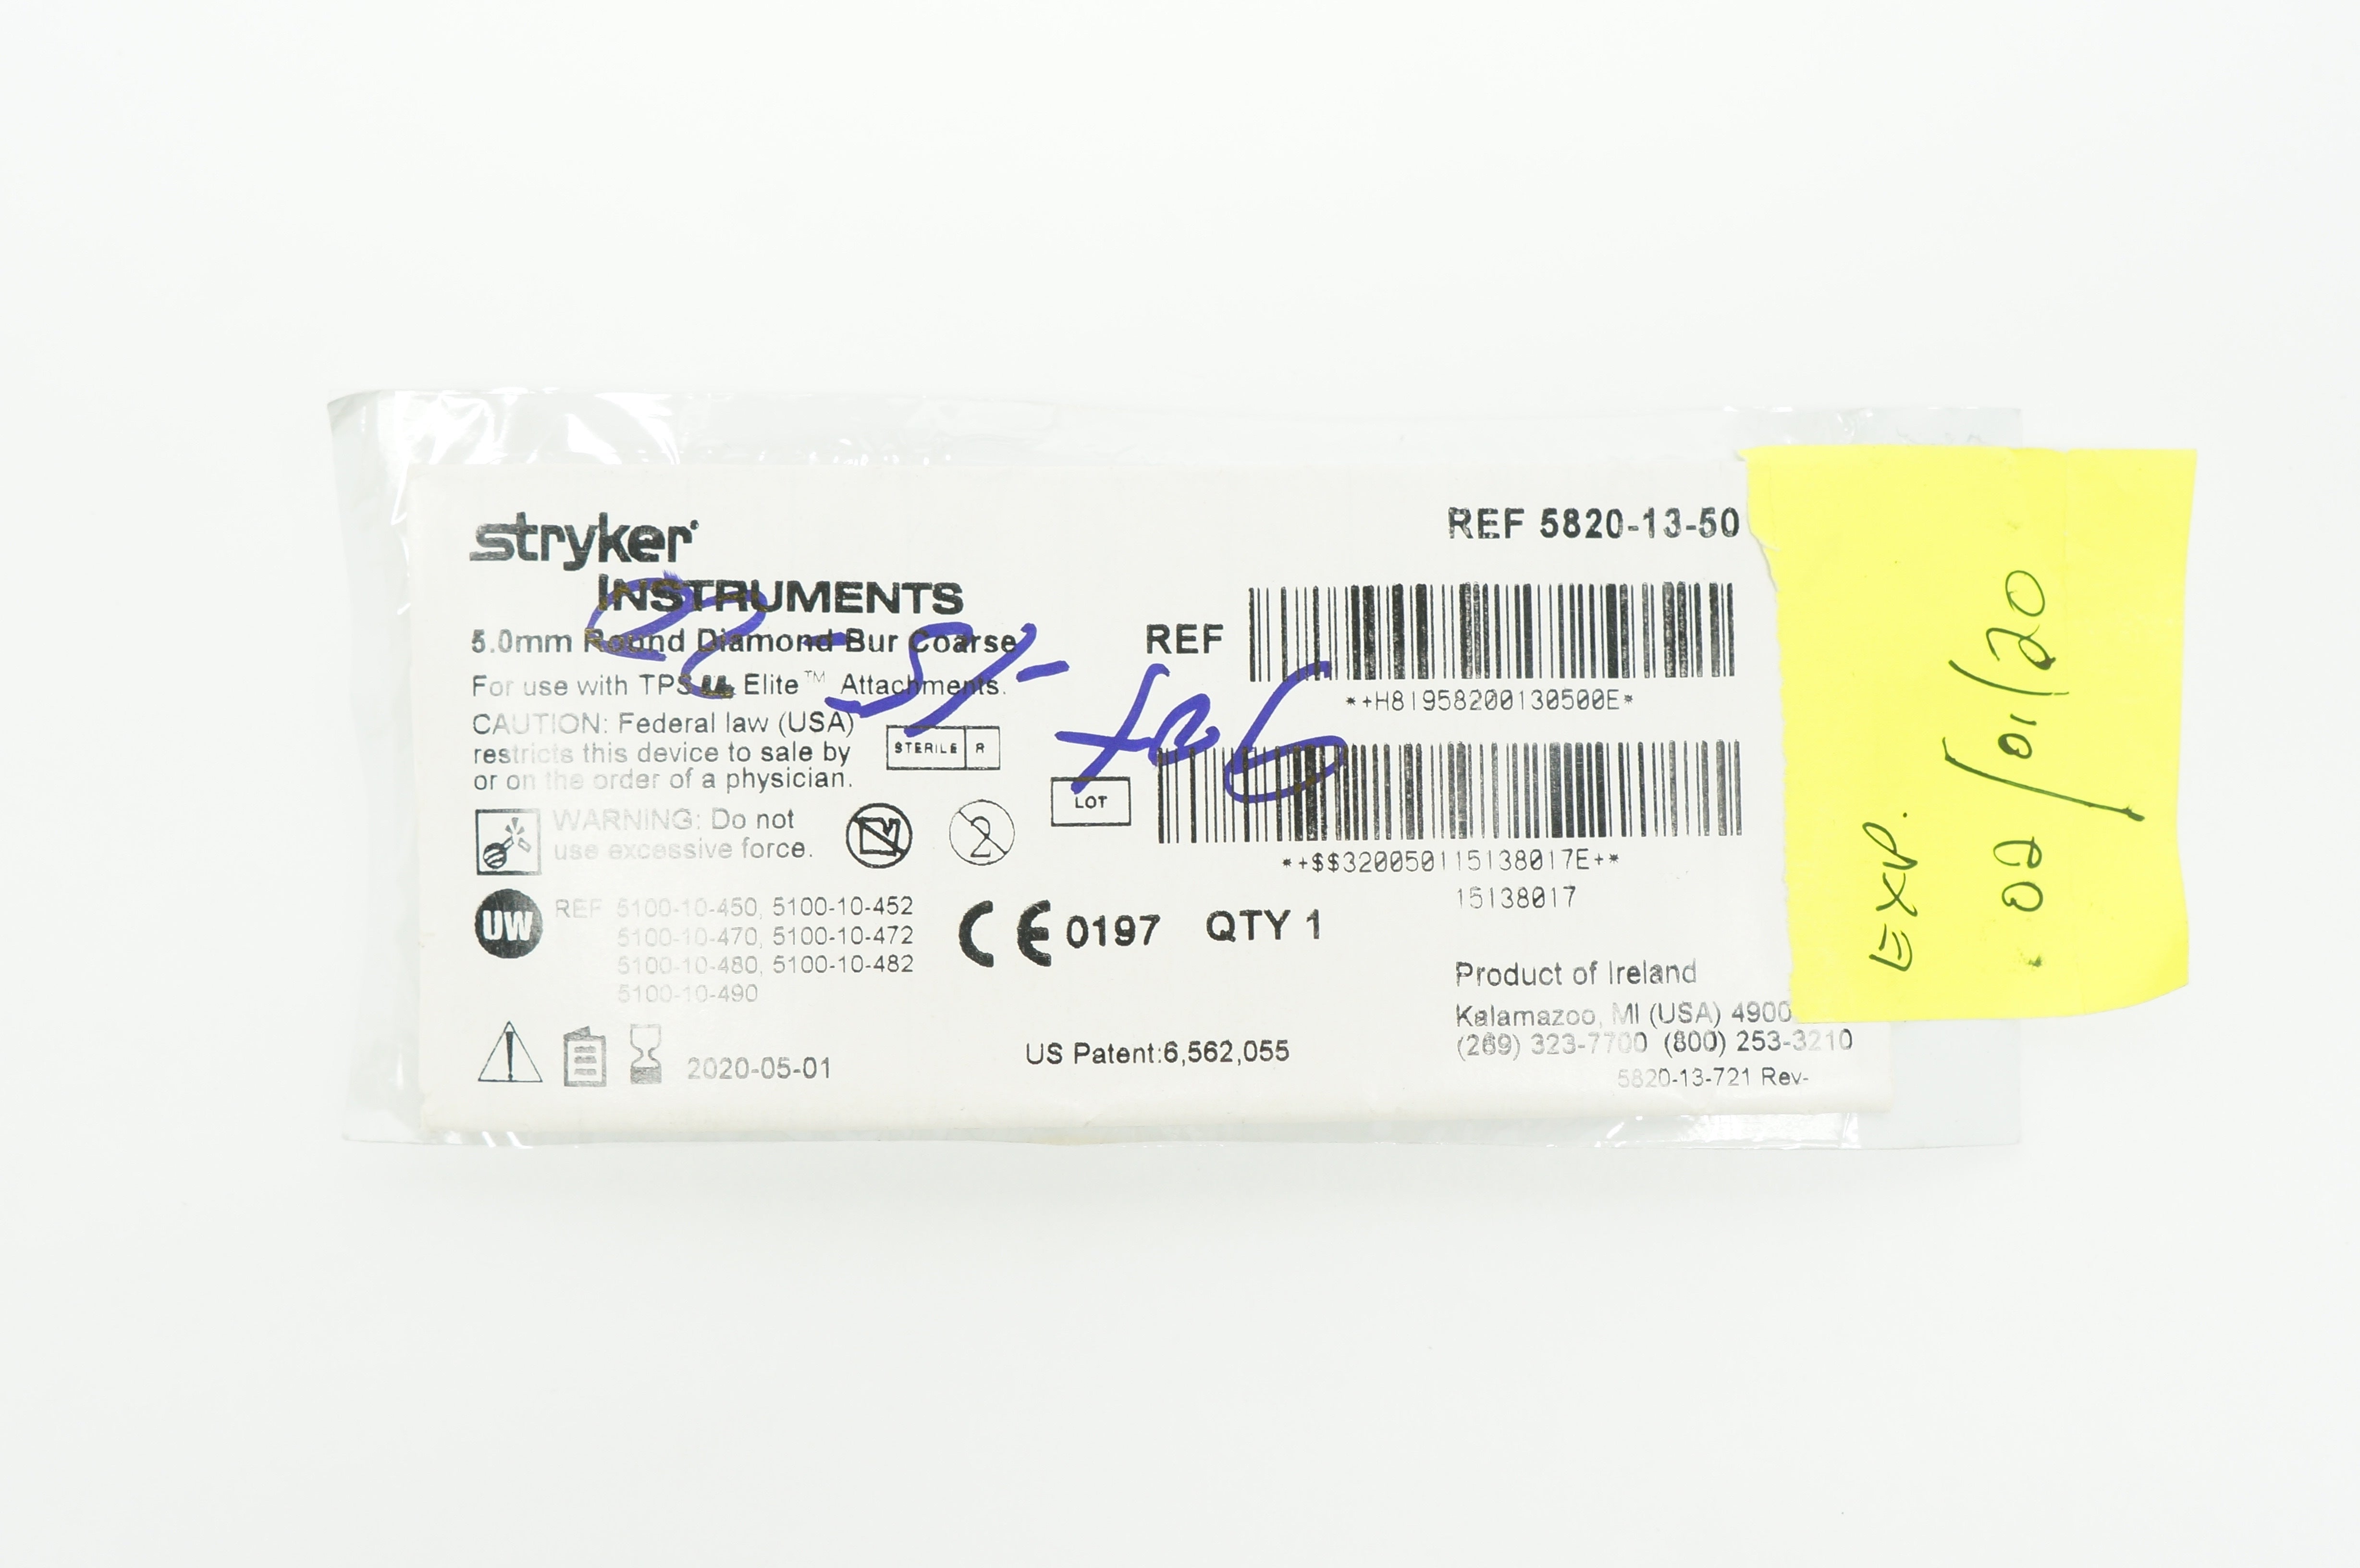 stryker
INSTRUMENTS
5.0mm Round Diamond Bur Coarse
For use with TPS Elite™ Attachments.
CAUTION: Federal law (USA)
restricts this device to sale by
or on the order of a physician.
STERILE R
WARNING: Do not
use excessive force.
2
UW
REF 5100-10-450, 5100-10-452
5100-10-470, 5100-10-472
5100-10-480, 5100-10-482
5100-10-490
2020-05-01
CE 0197 QTY 1
US Patent:6,562,055
REF 5820-13-50
REF
*+H81958200130500E*
LOT
*+$$320050115138017E+*
15138017
Product of Ireland
Kalamazoo, MI (USA) 4900
(269) 323-7700 (800) 253-3210
5820-13-721 Rev-
EXP.
02/01/20